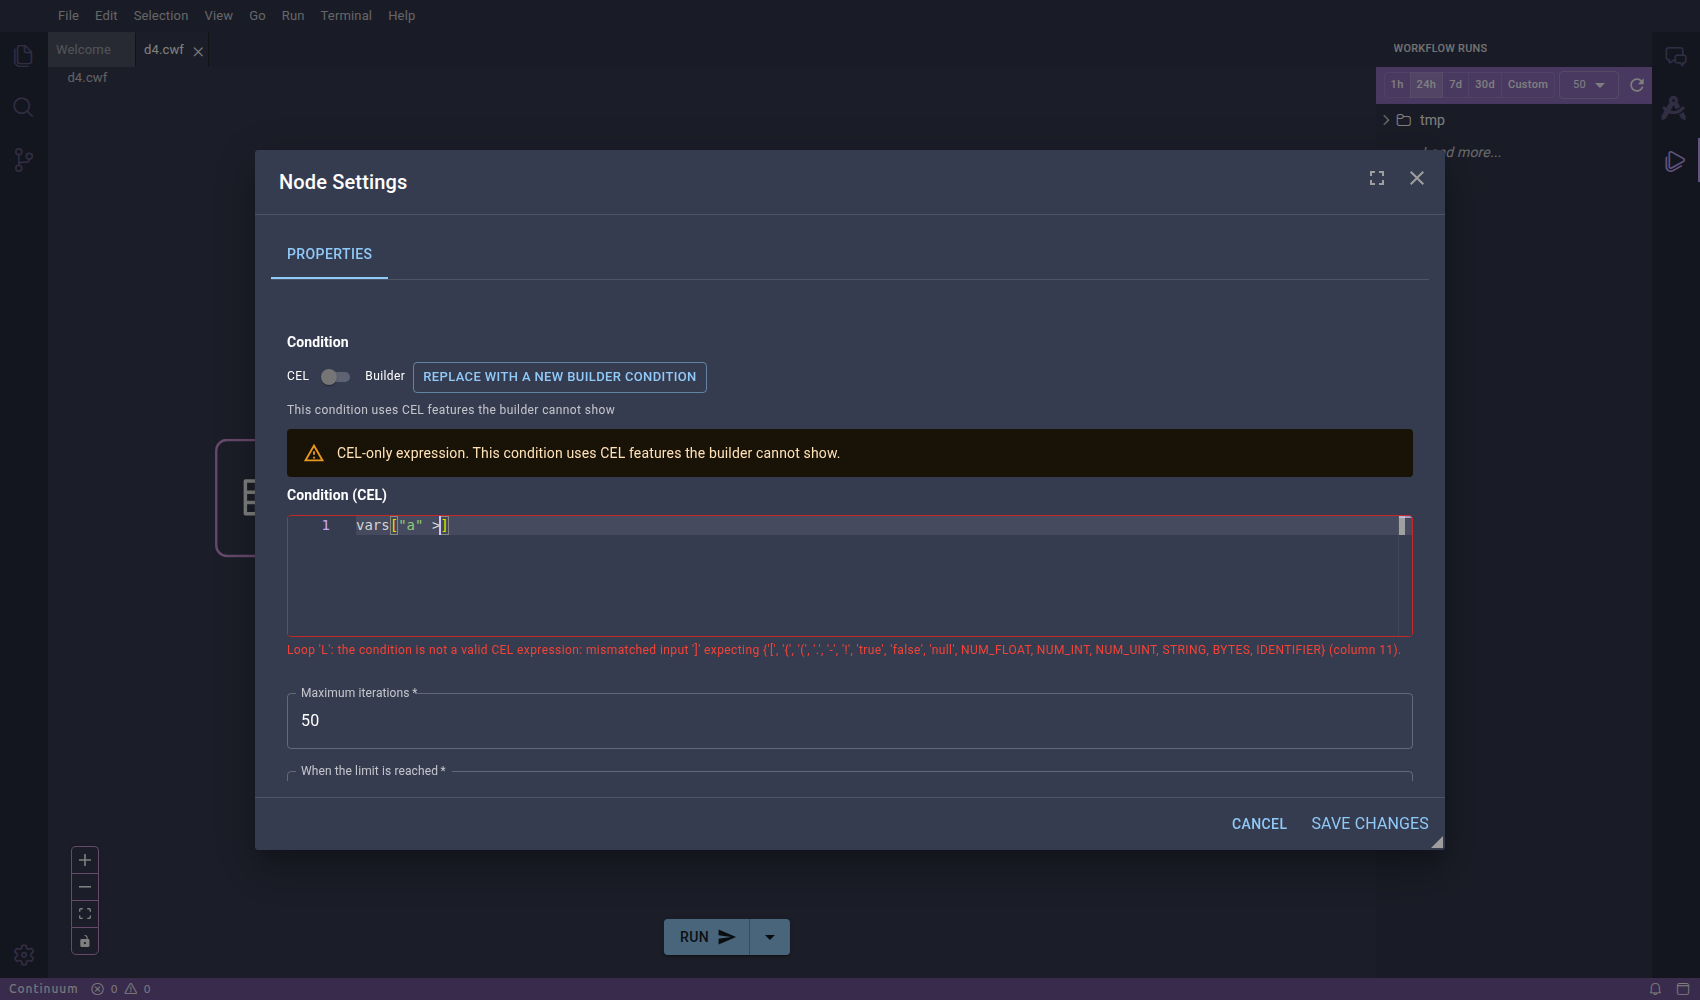 File Edit Selection View Go Run Terminal Help
Welcome d4.cwf
WORKFLOW RUNS
d4.cwf
1h 24h 7d 30d Custom 50
tmp
more...
Node Settings
PROPERTIES
Condition
CEL Builder REPLACE WITH A NEW BUILDER CONDITION
This condition uses CEL features the builder cannot show
CEL-only expression. This condition uses CEL features the builder cannot show.
Condition (CEL)
1 vars["a" >]
Loop 'L': the condition is not a valid CEL expression: mismatched input ']' expecting {'[', '{', '(', '.', '-', '!', 'true', 'false', 'null', NUM_FLOAT, NUM_INT, NUM_UINT, STRING, BYTES, IDENTIFIER} (column 11).
Maximum iterations *
50
When the limit is reached *
CANCEL SAVE CHANGES
RUN
Continuum 0 0